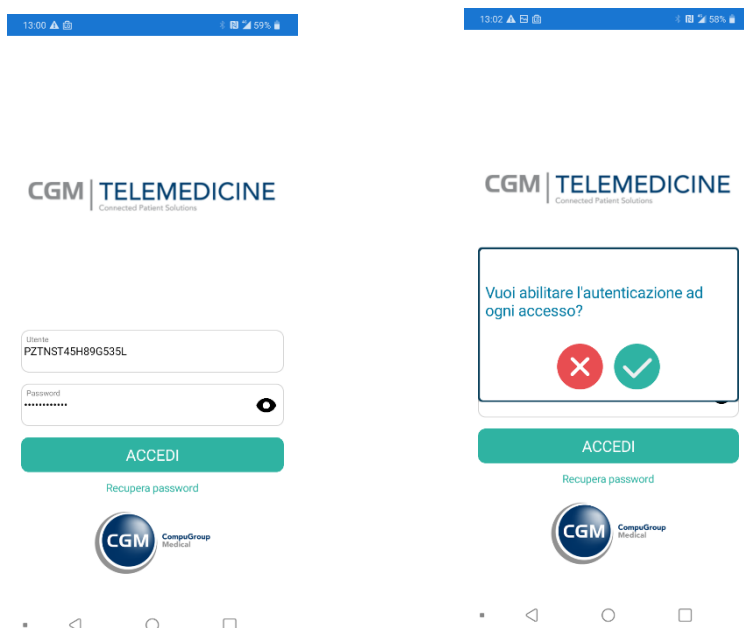 13:00
59%
CGM TELEMEDICINE
Connected Patient Solutions
Utente
PZTNST45H89G535L
Password
............
ACCEDI
Recupera password
CGM CompuGroup
Medical
13:02
58%
CGM TELEMEDICINE
Connected Patient Solutions
Vuoi abilitare l'autenticazione ad
ogni accesso?
ACCEDI
Recupera password
CGM CompuGroup
Medical